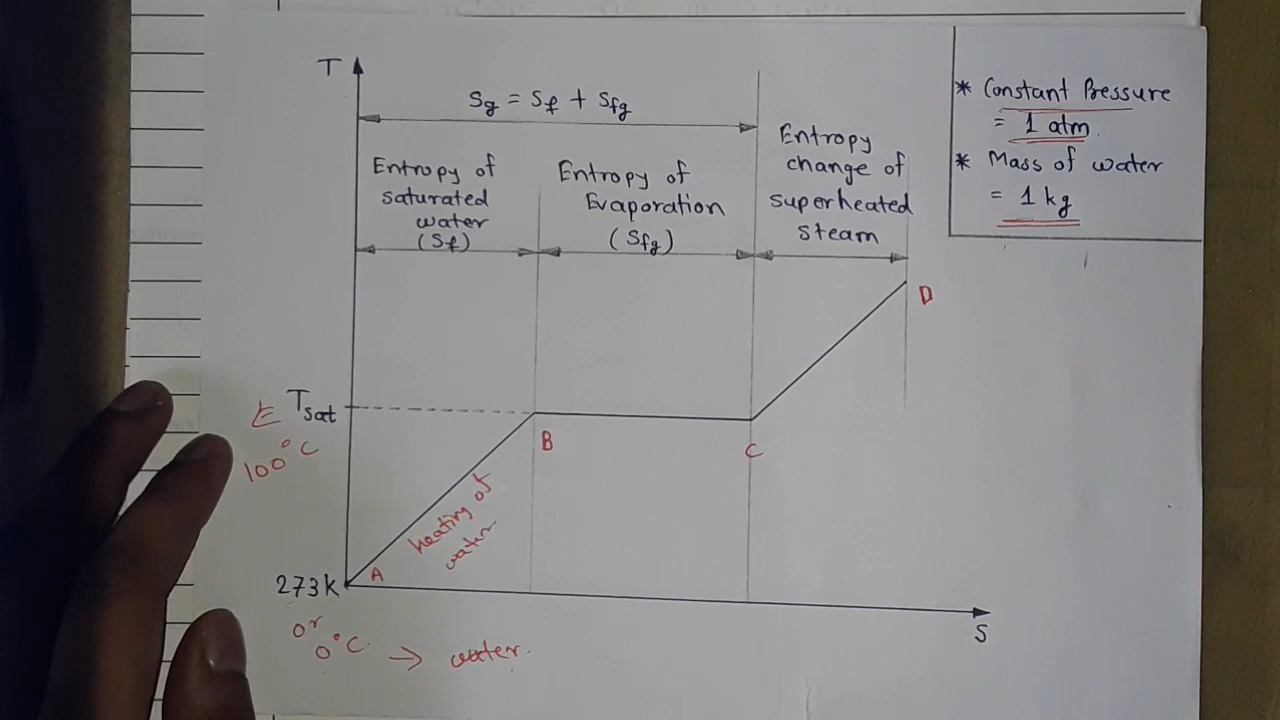 T
Sg = Sf + Sfg
Entropy of
saturated
water
(Sf)
Entropy of
Evaporation
(Sfg)
Entropy
change of
superheated
steam
* Constant Pressure
= 1 atm.
* Mass of water
= 1 kg
D
Tsat
100°C
B
C
heating of
water
A
273K
or
0°C. → water.
S